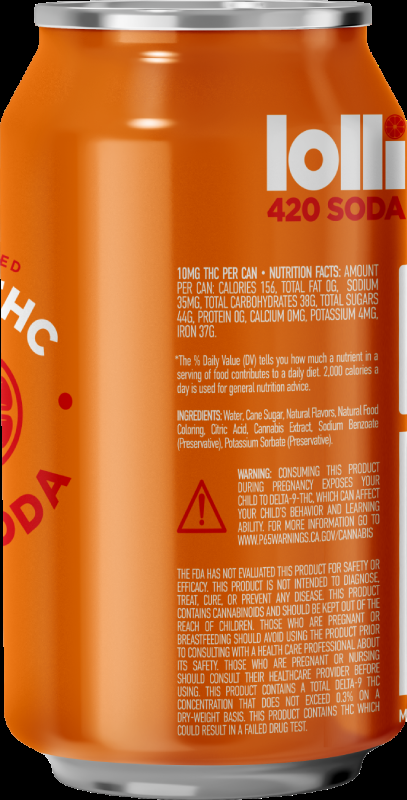 lolli
420 SODA
ED
THC
SODA
10MG THC PER CAN • NUTRITION FACTS: AMOUNT
PER CAN: CALORIES 156, TOTAL FAT 0G, SODIUM
35MG, TOTAL CARBOHYDRATES 38G, TOTAL SUGARS
44G, PROTEIN 0G, CALCIUM 0MG, POTASSIUM 4MG,
IRON 37G.
*The % Daily Value (DV) tells you how much a nutrient in a
serving of food contributes to a daily diet. 2,000 calories a
day is used for general nutrition advice.
INGREDIENTS: Water, Cane Sugar, Natural Flavors, Natural Food
Coloring, Citric Acid, Cannabis Extract, Sodium Benzoate
(Preservative), Potassium Sorbate (Preservative).
WARNING: CONSUMING THIS PRODUCT
DURING PREGNANCY EXPOSES YOUR
CHILD TO DELTA-9-THC, WHICH CAN AFFECT
YOUR CHILD'S BEHAVIOR AND LEARNING
ABILITY. FOR MORE INFORMATION GO TO
WWW.P65WARNINGS.CA.GOV/CANNABIS
THE FDA HAS NOT EVALUATED THIS PRODUCT FOR SAFETY OR
EFFICACY. THIS PRODUCT IS NOT INTENDED TO DIAGNOSE,
TREAT, CURE, OR PREVENT ANY DISEASE. THIS PRODUCT
CONTAINS CANNABINOIDS AND SHOULD BE KEPT OUT OF THE
REACH OF CHILDREN. THOSE WHO ARE PREGNANT OR
BREASTFEEDING SHOULD AVOID USING THE PRODUCT PRIOR
TO CONSULTING WITH A HEALTH CARE PROFESSIONAL ABOUT
ITS SAFETY. THOSE WHO ARE PREGNANT OR NURSING
SHOULD CONSULT THEIR HEALTHCARE PROVIDER BEFORE
USING. THIS PRODUCT CONTAINS A TOTAL DELTA-9 THC
CONCENTRATION THAT DOES NOT EXCEED 0.3% ON A
DRY-WEIGHT BASIS. THIS PRODUCT CONTAINS THC WHICH
COULD RESULT IN A FAILED DRUG TEST.
M